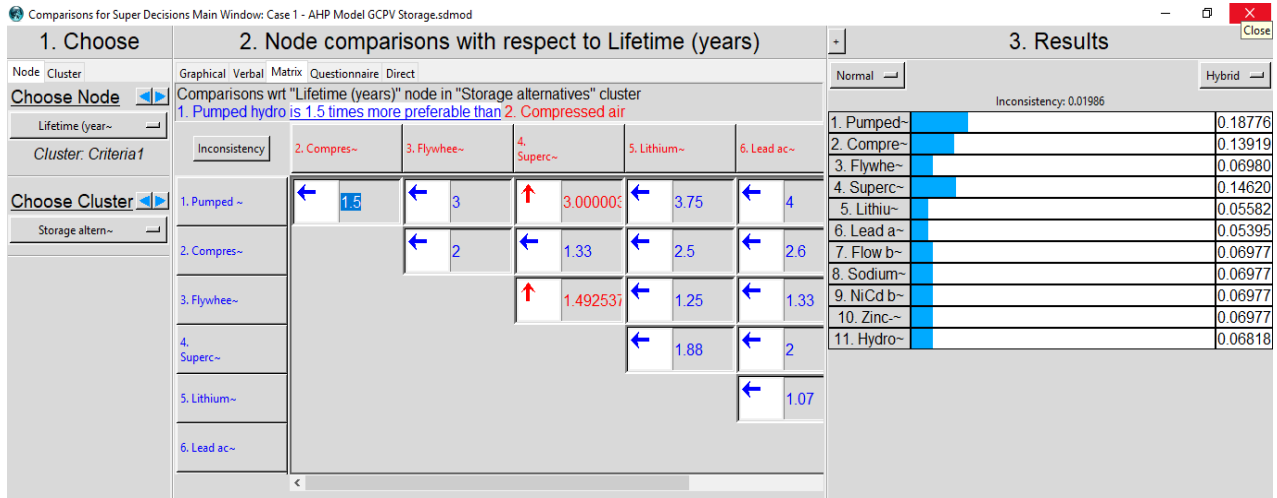 Comparisons for Super Decisions Main Window: Case 1 - AHP Model GCPV Storage.sdmod
Close
1. Choose
2. Node comparisons with respect to Lifetime (years)
+
3. Results
Node Cluster
Graphical Verbal Matrix Questionnaire Direct
Normal
Hybrid
Choose Node
Lifetime (year~
Cluster: Criteria1
Choose Cluster
Storage altern~
Comparisons wrt "Lifetime (years)" node in "Storage alternatives" cluster
1. Pumped hydro is 1.5 times more preferable than 2. Compressed air
Inconsistency 2. Compres~ 3. Flywhee~ 4. Superc~ 5. Lithium~ 6. Lead ac~
1. Pumped ~ 1.5 3 3.000003 3.75 4
2. Compres~ 2 1.33 2.5 2.6
3. Flywhee~ 1.492537 1.25 1.33
4. Superc~ 1.88 2
5. Lithium~ 1.07
6. Lead ac~
Inconsistency: 0.01986
1. Pumped~ 0.18776
2. Compre~ 0.13919
3. Flywhe~ 0.06980
4. Superc~ 0.14620
5. Lithiu~ 0.05582
6. Lead a~ 0.05395
7. Flow b~ 0.06977
8. Sodium~ 0.06977
9. NiCd b~ 0.06977
10. Zinc-~ 0.06977
11. Hydro~ 0.06818